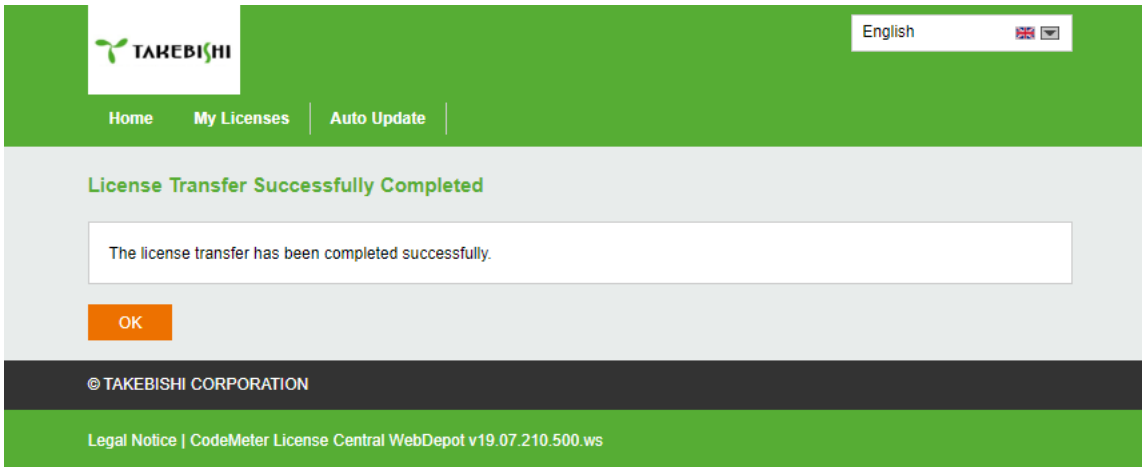 TAKEBISHI
English
Home My Licenses Auto Update
License Transfer Successfully Completed
The license transfer has been completed successfully.
OK
© TAKEBISHI CORPORATION
Legal Notice | CodeMeter License Central WebDepot v19.07.210.500.ws